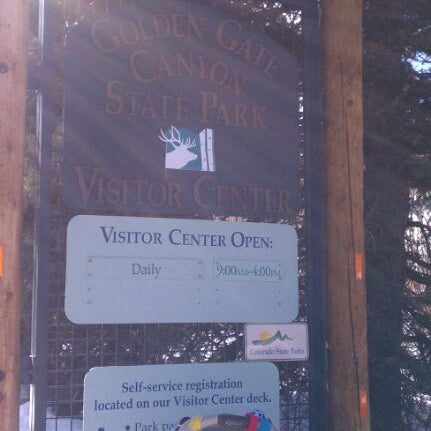 GOLDEN GATE
CANYON
STATE PARK
VISITOR CENTER
VISITOR CENTER OPEN:
Daily 9:00AM-4:00PM
Colorado State Parks
Self-service registration
located on our Visitor Center deck.
• Park